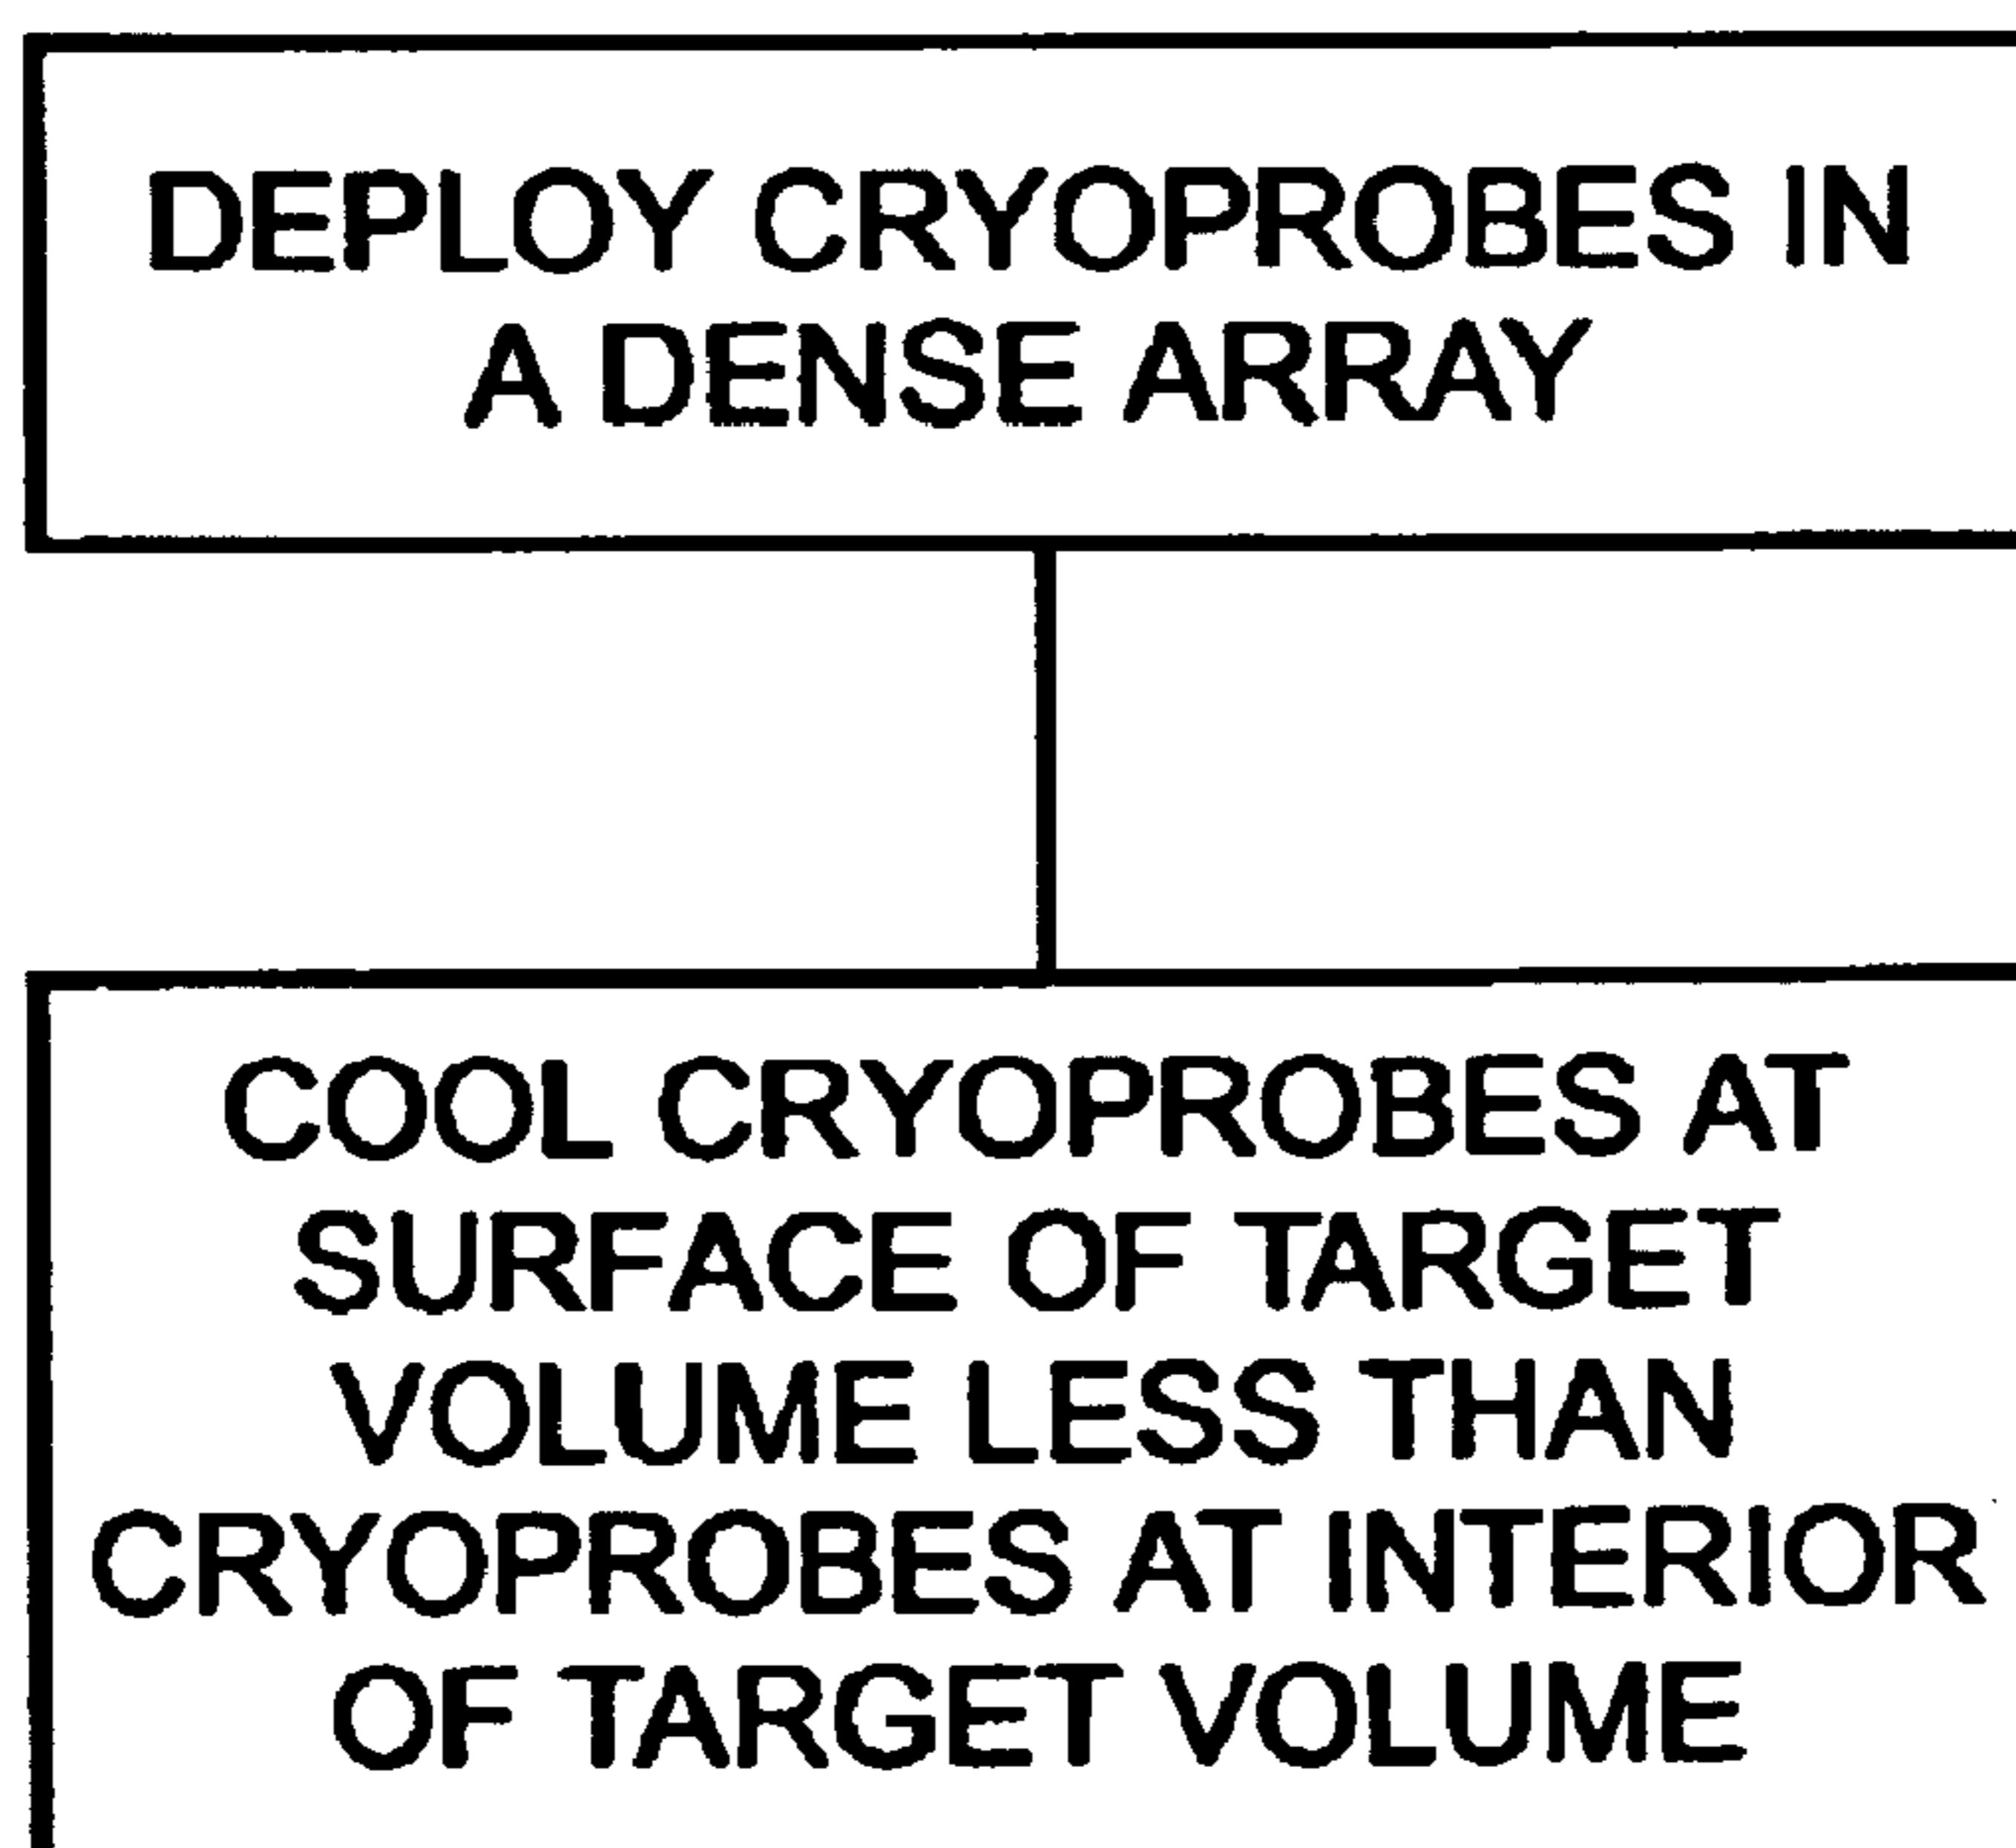 DEPLOY CRYOPROBES IN
A DENSE ARRAY
COOL CRYOPROBES AT
SURFACE OF TARGET
VOLUME LESS THAN
CRYOPROBES AT INTERIOR
OF TARGET VOLUME